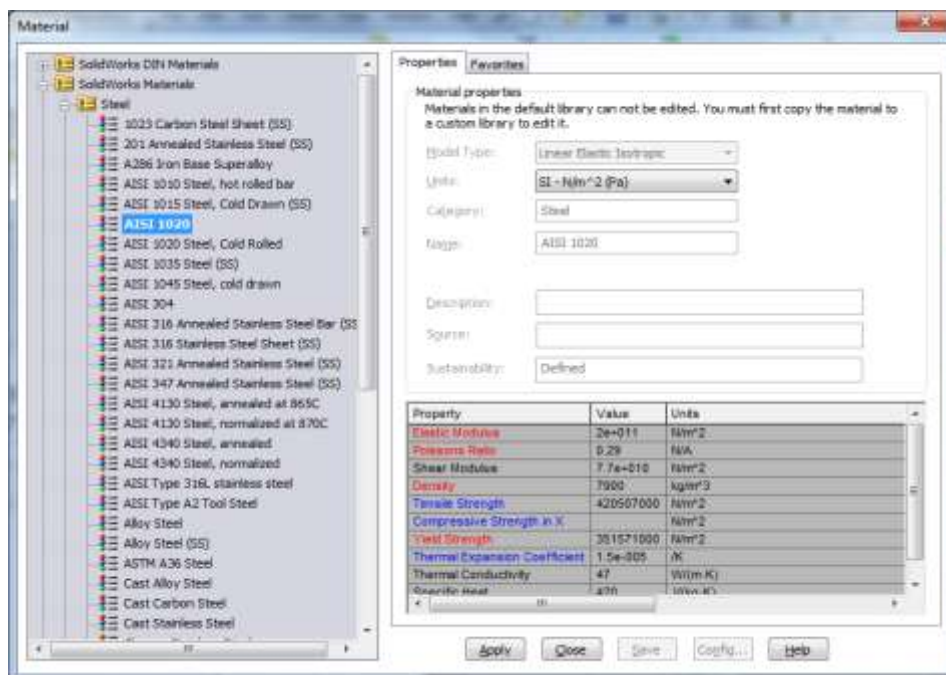 Material
SolidWorks DIN Materials
SolidWorks Materials
Steel
1023 Carbon Steel Sheet (SS)
201 Annealed Stainless Steel (SS)
A286 Iron Base Superalloy
AISI 1010 Steel, hot rolled bar
AISI 1015 Steel, Cold Drawn (SS)
AISI 1020
AISI 1020 Steel, Cold Rolled
AISI 1035 Steel (SS)
AISI 1045 Steel, cold drawn
AISI 304
AISI 316 Annealed Stainless Steel Bar (SS
AISI 316 Stainless Steel Sheet (SS)
AISI 321 Annealed Stainless Steel (SS)
AISI 347 Annealed Stainless Steel (SS)
AISI 4130 Steel, annealed at 865C
AISI 4130 Steel, normalized at 870C
AISI 4340 Steel, annealed
AISI 4340 Steel, normalized
AISI Type 316L stainless steel
AISI Type A2 Tool Steel
Alloy Steel
Alloy Steel (SS)
ASTM A36 Steel
Cast Alloy Steel
Cast Carbon Steel
Cast Stainless Steel
Properties Favorites
Material properties
Materials in the default library can not be edited. You must first copy the material to
a custom library to edit it.
Model Type: Linear Elastic Isotropic
Units: SI - N/m^2 (Pa)
Category: Steel
Name: AISI 1020
Description:
Source:
Sustainability: Defined
Property Value Units
Elastic Modulus 2e+011 N/m^2
Poissons Ratio 0.29 N/A
Shear Modulus 7.7e+010 N/m^2
Density 7900 kg/m^3
Tensile Strength 420507000 N/m^2
Compressive Strength in X N/m^2
Yield Strength 351571000 N/m^2
Thermal Expansion Coefficient 1.5e-005 /K
Thermal Conductivity 47 W/(m·K)
Specific Heat 420 J/(kg·K)
Apply Close Save Config... Help